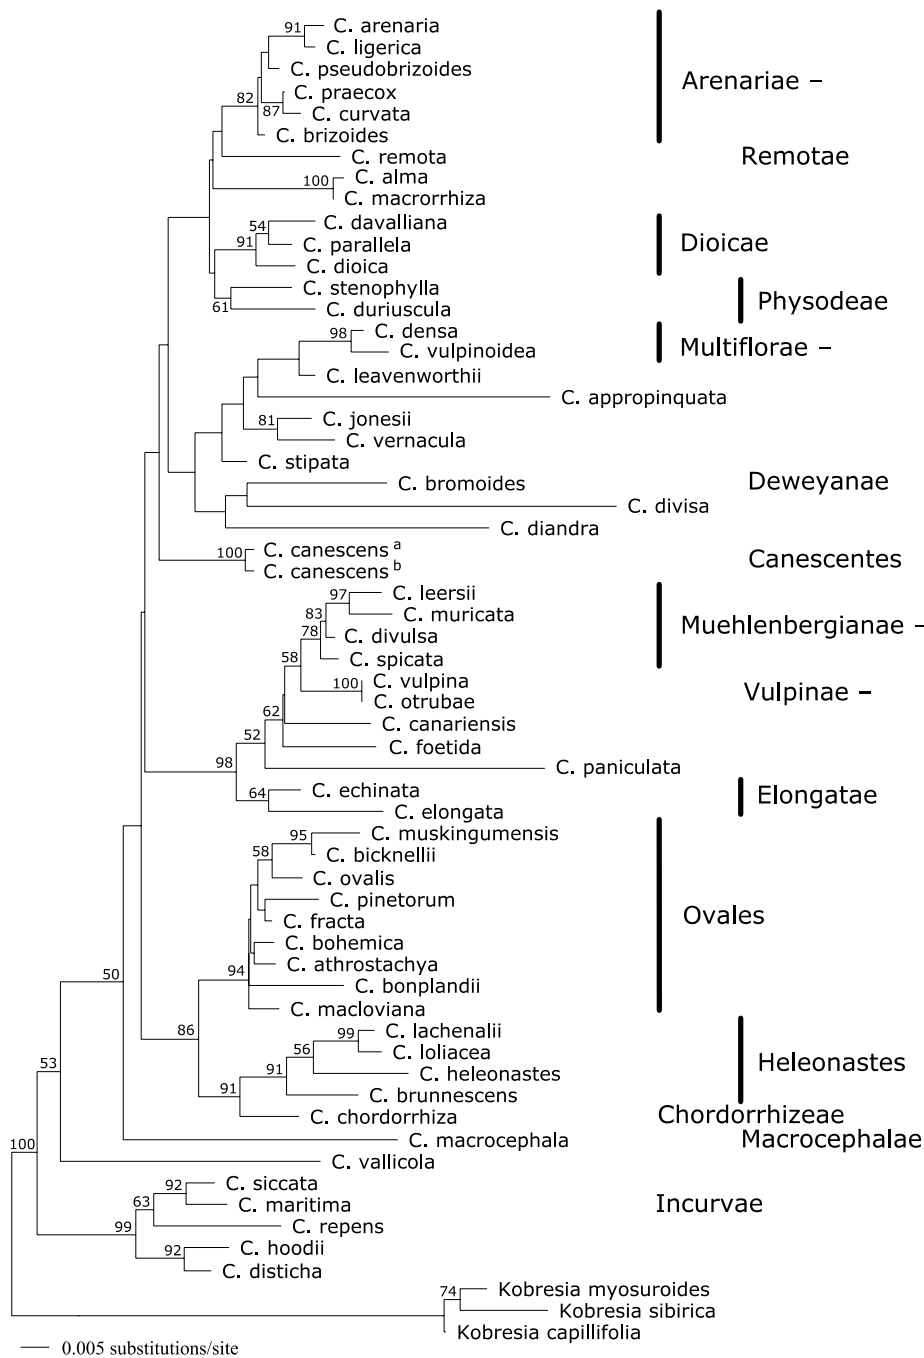 91 C. arenaria
C. ligerica
C. pseudobrizoides
Arenariae –
82 C. praecox
87 C. curvata
C. brizoides
C. remota Remotae
100 C. alma
C. macrorrhiza
54 C. davalliana
91 C. parallela Dioicae
C. dioica
C. stenophylla
Physodeae
61 C. duriuscula
98 C. densa
C. vulpinoidea Multiflorae –
C. leavenworthii
C. appropinquata
81 C. jonesii
C. vernacula
C. stipata
C. bromoides Deweyanae
C. divisa
C. diandra
100 C. canescens a
Canescentes
C. canescens b
97 C. leersii
83 C. muricata
Muehlenbergianae –
78 C. divulsa
58 C. spicata
100 C. vulpina
Vulpinae –
C. otrubae
62 C. canariensis
52 C. foetida
98 C. paniculata
64 C. echinata
Elongatae
C. elongata
95 C. muskingumensis
58 C. bicknellii
C. ovalis
C. pinetorum
C. fracta Ovales
C. bohemica
94 C. athrostachya
50 C. bonplandii
C. macloviana
86 99 C. lachenalii
56 C. loliacea
Heleonastes
53 91 C. heleonastes
91 C. brunnescens
C. chordorrhiza Chordorrhizeae
100 C. macrocephala Macrocephalae
C. vallicola
92 C. siccata
63 C. maritima Incurvae
99 C. repens
92 C. hoodii
C. disticha
74 Kobresia myosuroides
Kobresia sibirica
Kobresia capillifolia
0.005 substitutions/site